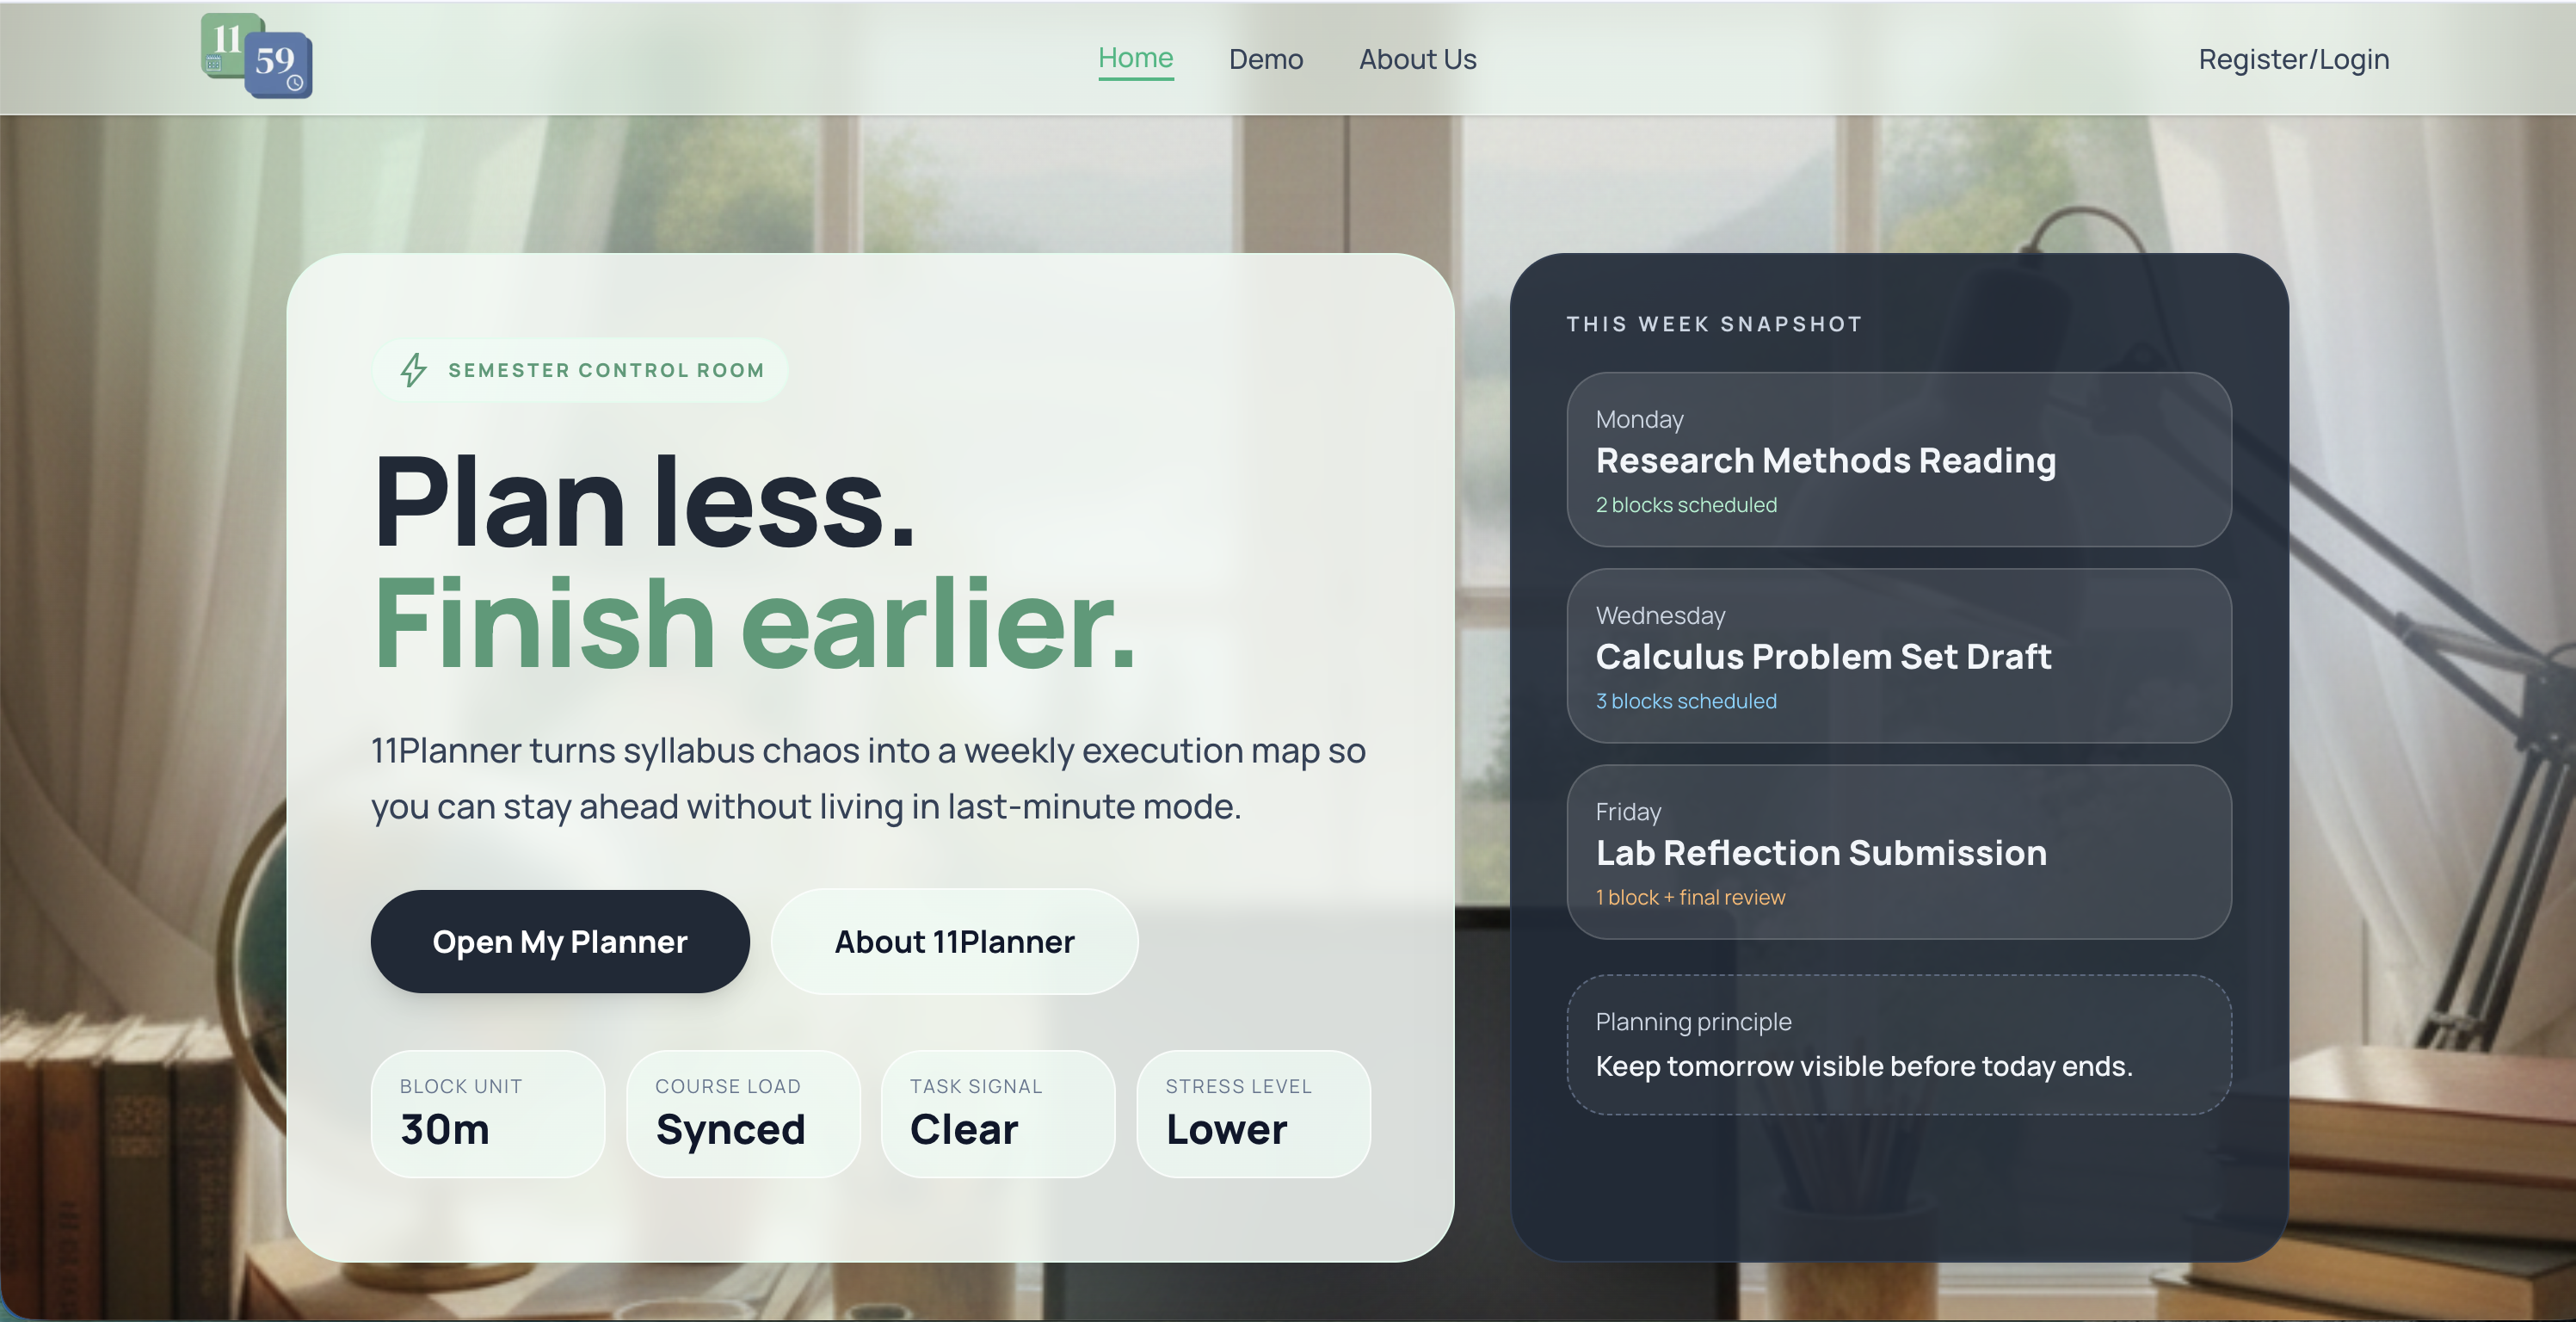 11
59
Home
Demo
About Us
Register/Login
SEMESTER CONTROL ROOM
Plan less.
Finish earlier.
11Planner turns syllabus chaos into a weekly execution map so
you can stay ahead without living in last-minute mode.
Open My Planner
About 11Planner
BLOCK UNIT
30m
COURSE LOAD
Synced
TASK SIGNAL
Clear
STRESS LEVEL
Lower
THIS WEEK SNAPSHOT
Monday
Research Methods Reading
2 blocks scheduled
Wednesday
Calculus Problem Set Draft
3 blocks scheduled
Friday
Lab Reflection Submission
1 block + final review
Planning principle
Keep tomorrow visible before today ends.